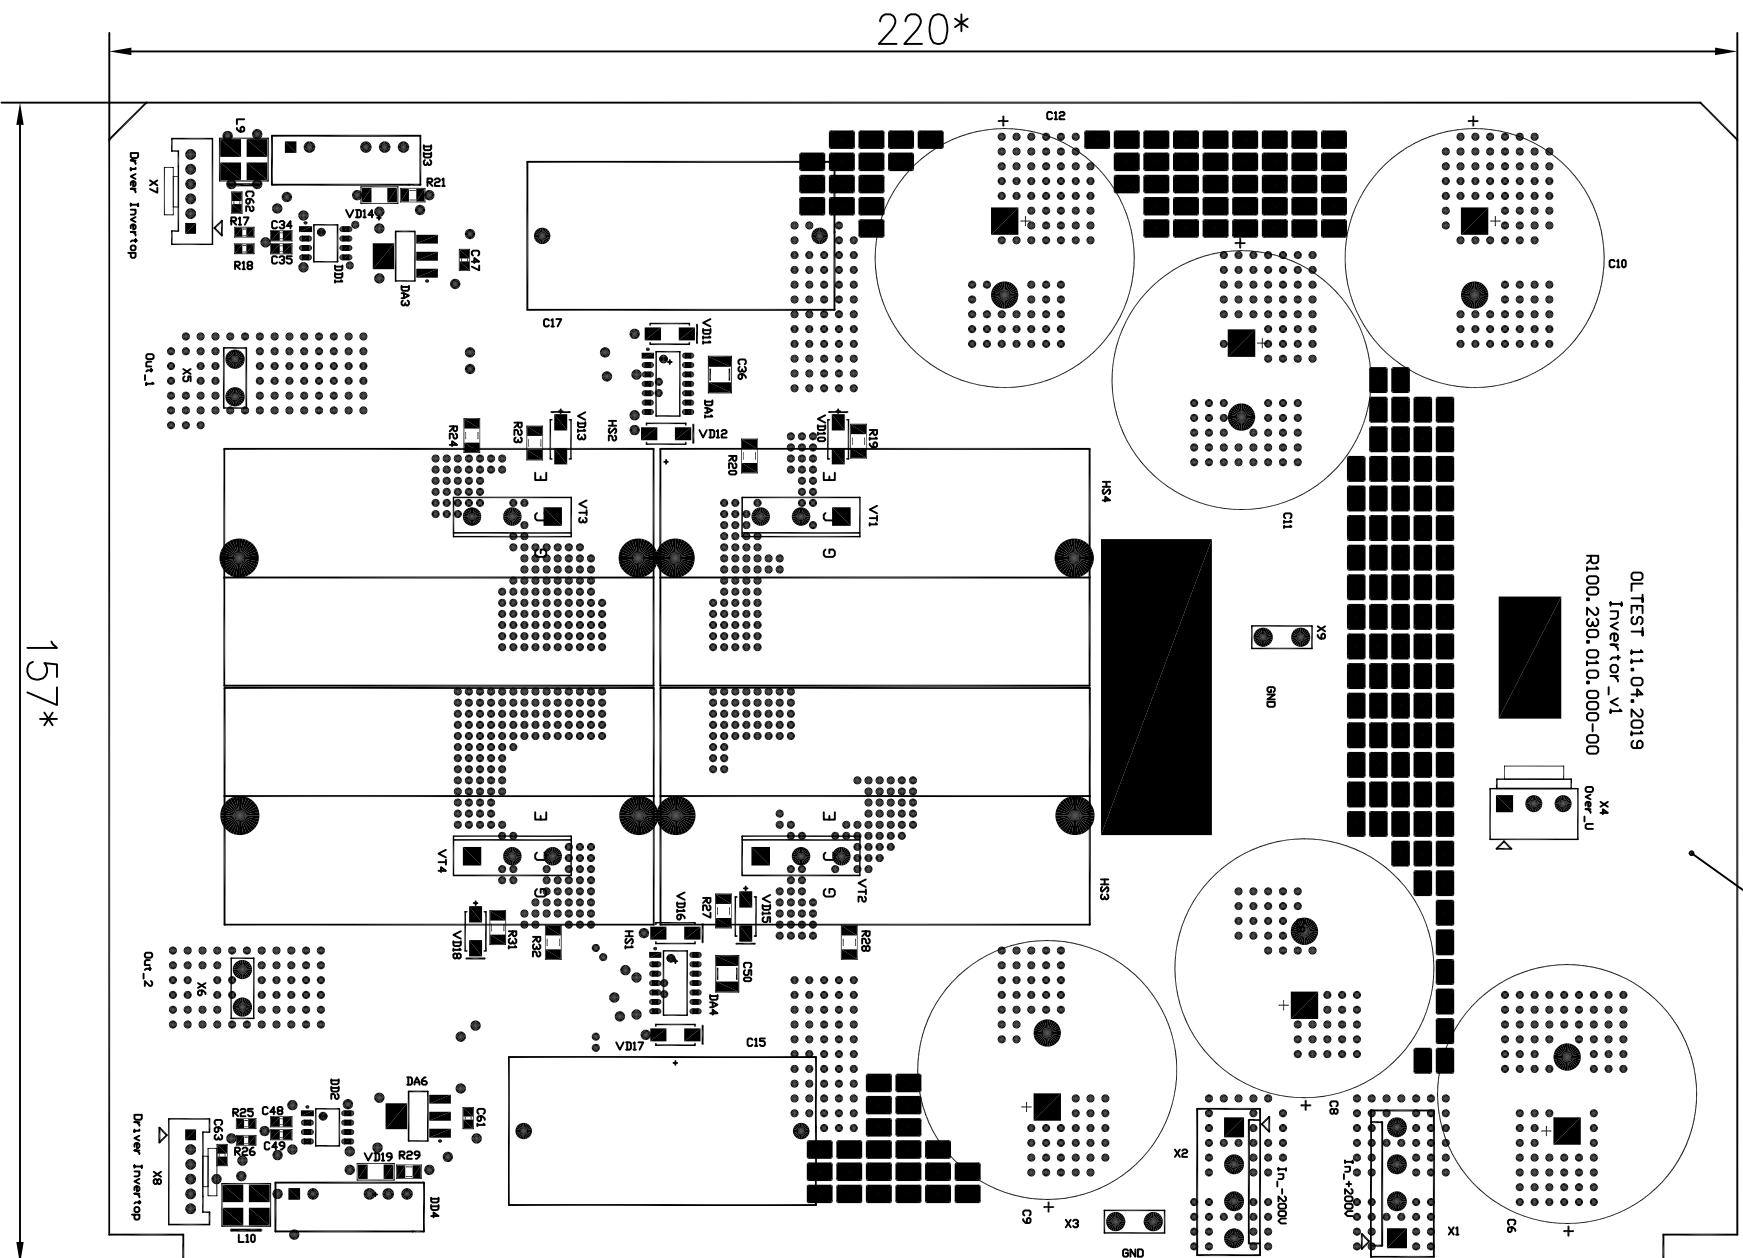 220*
157*
C12
C10
C11
C17
L9
DD3
R21
VD14
X7
Driver Invertop
C62
R17
R18
C34
C35
DD1
DA3
C47
Out_1
X5
VD11
C36
DA1
VD12
HS2
R24
R23
VD13
R20
VD10
R19
E
E
VT3
VT1
G
G
HS4
X9
GND
OLTEST 11.04.2019
Invertor_v1
R100.230.010.000-00
X4
Over_U
E
E
VT4
VT2
G
G
HS3
VD18
R31
R32
HS1
VD16
R27
VD15
R28
C50
DA4
VD17
C15
Out_2
X6
DA6
DD2
C61
C63
R25
R26
C48
C49
VD19
R29
X8
Driver Invertop
L10
DD4
C9
X3
GND
X2
In_-200V
C8
In_+200V
X1
C6